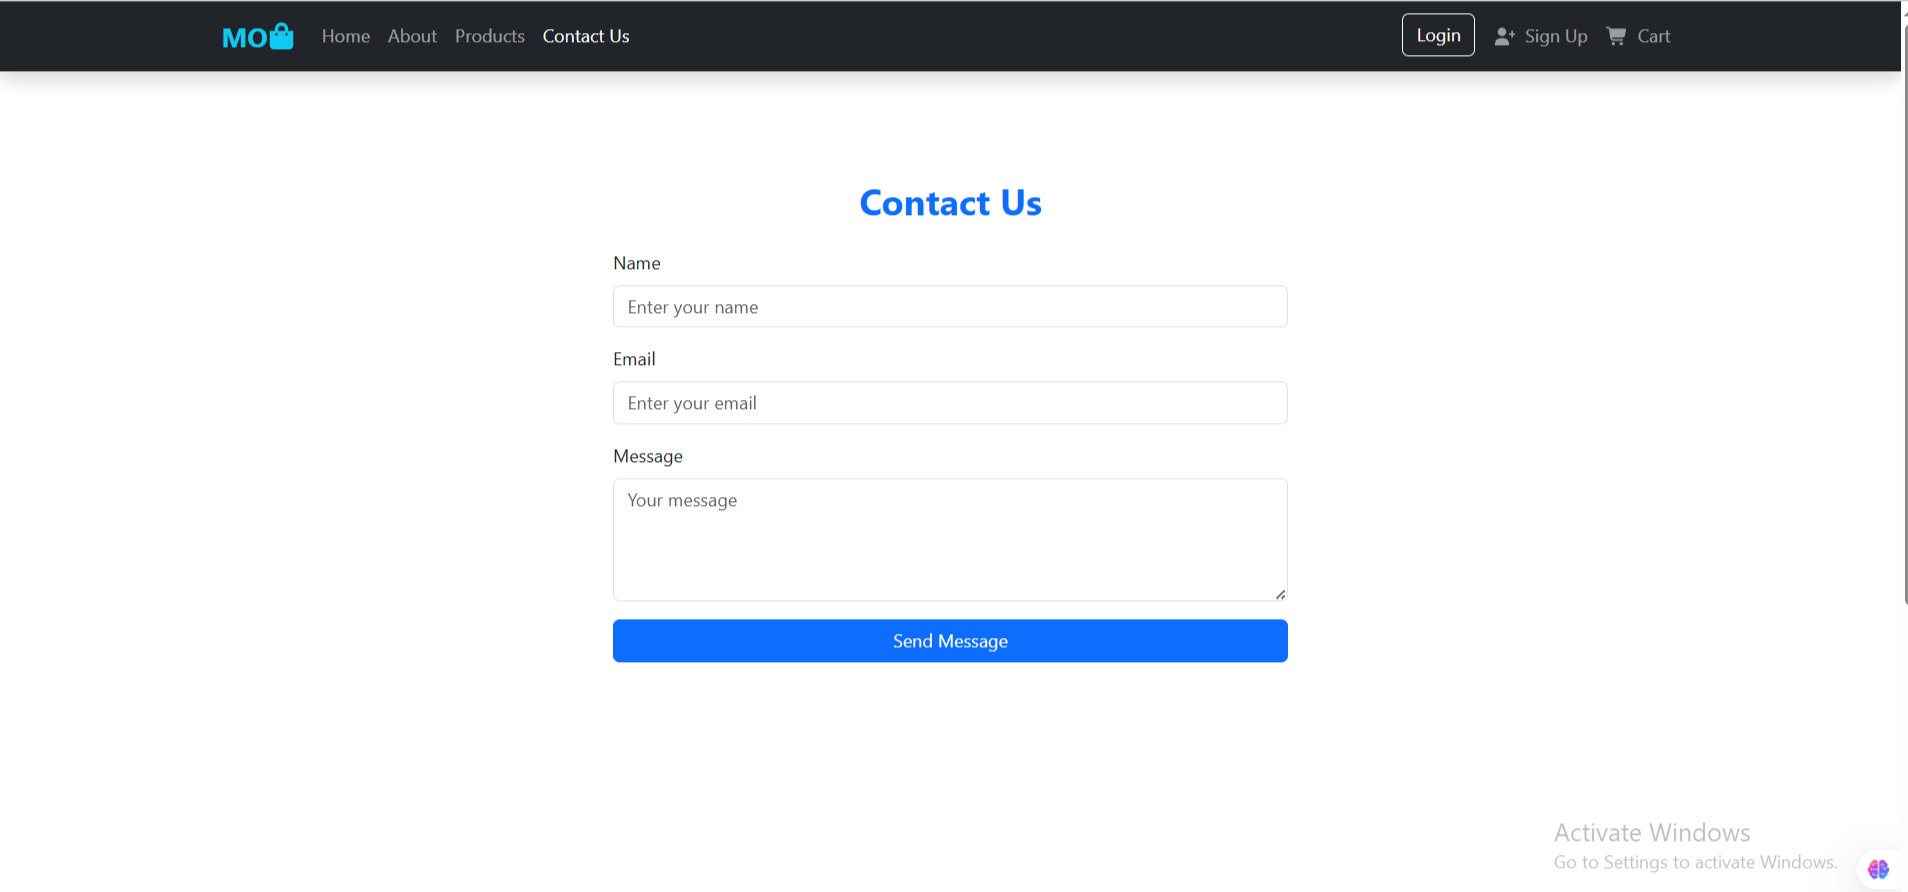 MO Home About Products Contact Us Login Sign Up Cart
Contact Us
Name
Enter your name
Email
Enter your email
Message
Your message
Send Message
Activate Windows
Go to Settings to activate Windows.